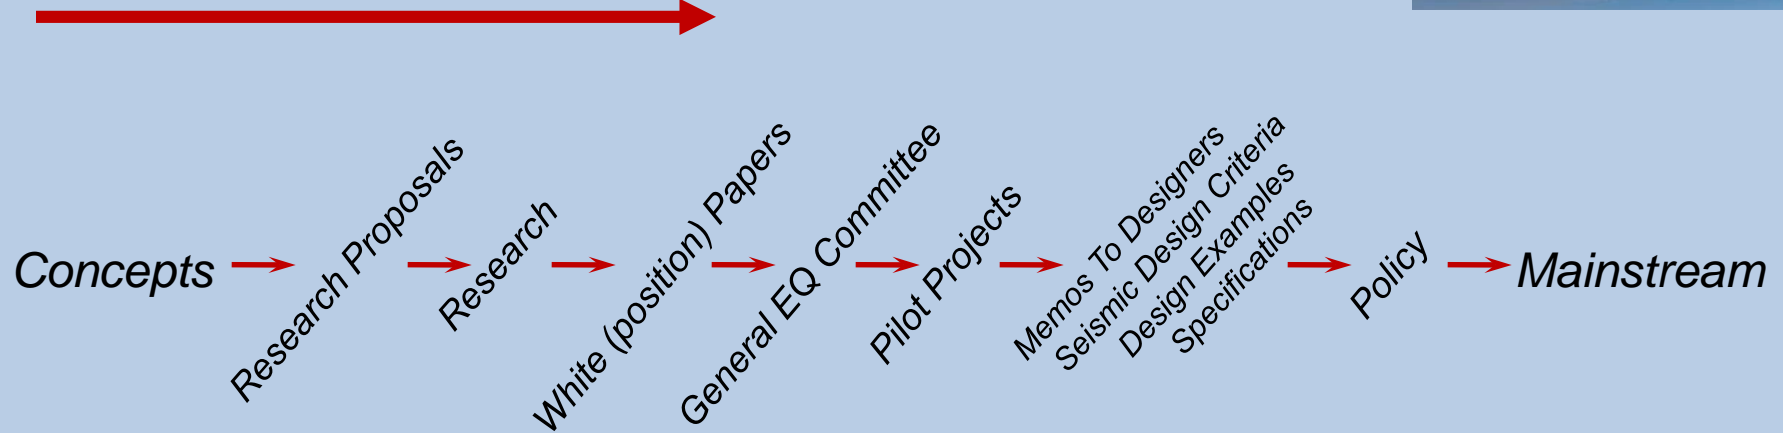 Concepts
Research Proposals
Research
White (position) Papers
General EQ Committee
Pilot Projects
Memos To Designers
Seismic Design Criteria
Design Examples
Specifications
Policy
Mainstream